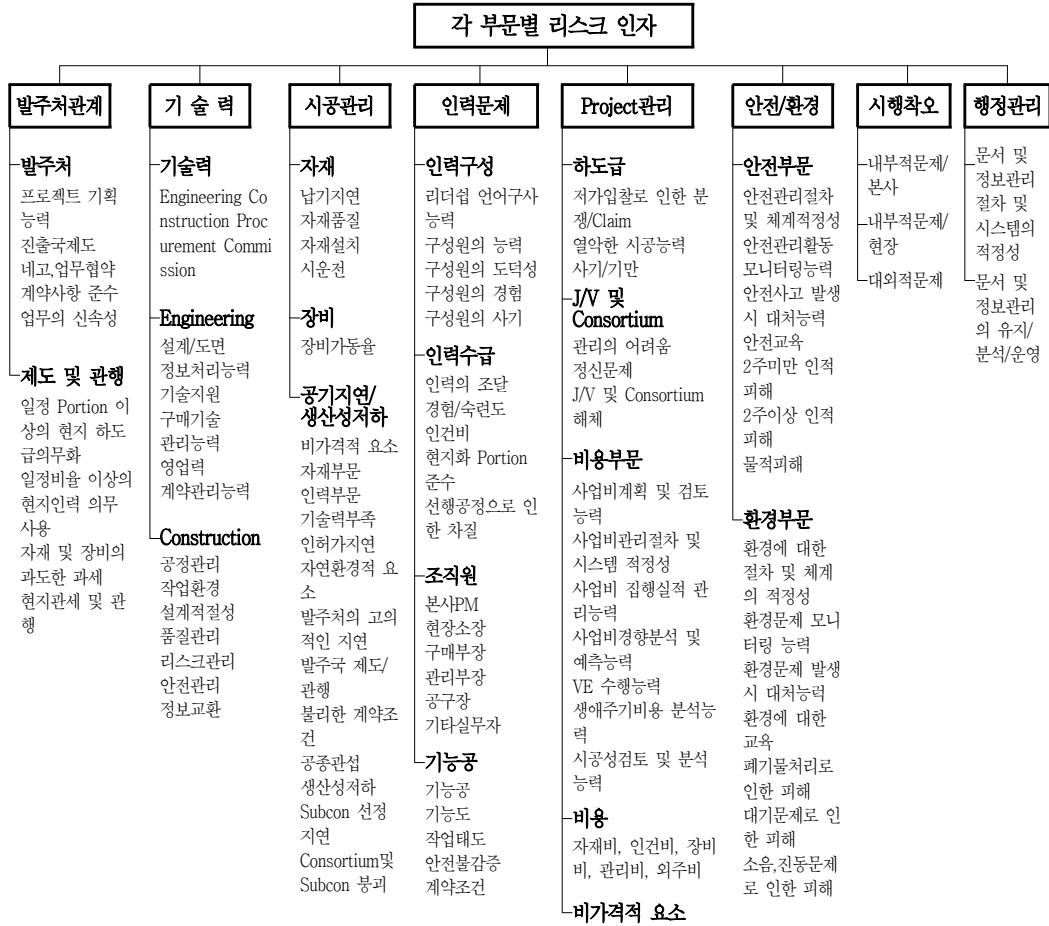 각 부문별 리스크 인자
발주처관계
발주처
프로젝트 기획
능력
진출국제도
네고,업무협약
계약사항 준수
업무의 신속성
제도 및 관행
일정 Portion 이
상의 현지 하도
급의무화
일정비율 이상의
현지인력 의무
사용
자재 및 장비의
과도한 과세
현지관세 및 관
행
기 술 력
기술력
Engineering Co
nstruction Proc
urement Commi
ssion
Engineering
설계/도면
정보처리능력
기술지원
구매기술
관리능력
영업력
계약관리능력
Construction
공정관리
작업환경
설계적절성
품질관리
리스크관리
안전관리
정보교환
시공관리
자재
납기지연
자재품질
자재설치
시운전
장비
장비가동율
공기지연/
생산성저하
비가격적 요소
자재부문
인력부문
기술력부족
인허가지연
자연환경적 요
소
발주처의 고의
적인 지연
발주국 제도/
관행
불리한 계약조
건
공종관섭
생산성저하
Subcon 선정
지연
Consortium및
Subcon 붕괴
인력문제
인력구성
리더쉽 언어구사
능력
구성원의 능력
구성원의 도덕성
구성원의 경험
구성원의 사기
인력수급
인력의 조달
경험/숙련도
인건비
현지화 Portion
준수
선행공정으로 인
한 차질
조직원
본사PM
현장소장
구매부장
관리부장
공구장
기타실무자
기능공
기능공
기능도
작업태도
안전불감증
계약조건
Project관리
하도급
저가입찰로 인한 분
쟁/Claim
열악한 시공능력
사기/기만
J/V 및
Consortium
관리의 어려움
정신문제
J/V 및 Consortium
해체
비용부문
사업비계획 및 검토
능력
사업비관리절차 및
시스템 적정성
사업비 집행실적 관
리능력
사업비경향분석 및
예측능력
VE 수행능력
생애주기비용 분석능
력
시공성검토 및 분석
능력
비용
자재비, 인건비, 장비
비, 관리비, 외주비
비가격적 요소
안전/환경
안전부문
안전관리절차
및 체계적정성
안전관리활동
모니터링능력
안전사고 발생
시 대처능력
안전교육
2주미만 인적
피해
2주이상 인적
피해
물적피해
환경부문
환경에 대한
절차 및 체계
의 적정성
환경문제 모니
터링 능력
환경문제 발생
시 대처능력
환경에 대한
교육
폐기물처리로
인한 피해
대기문제로 인
한 피해
소음,진동문제
로 인한 피해
시행착오
내부적문제/
본사
내부적문제/
현장
대외적문제
행정관리
문서 및
정보관리
절차 및
시스템의
적정성
문서 및
정보관리
의 유지/
분석/운영